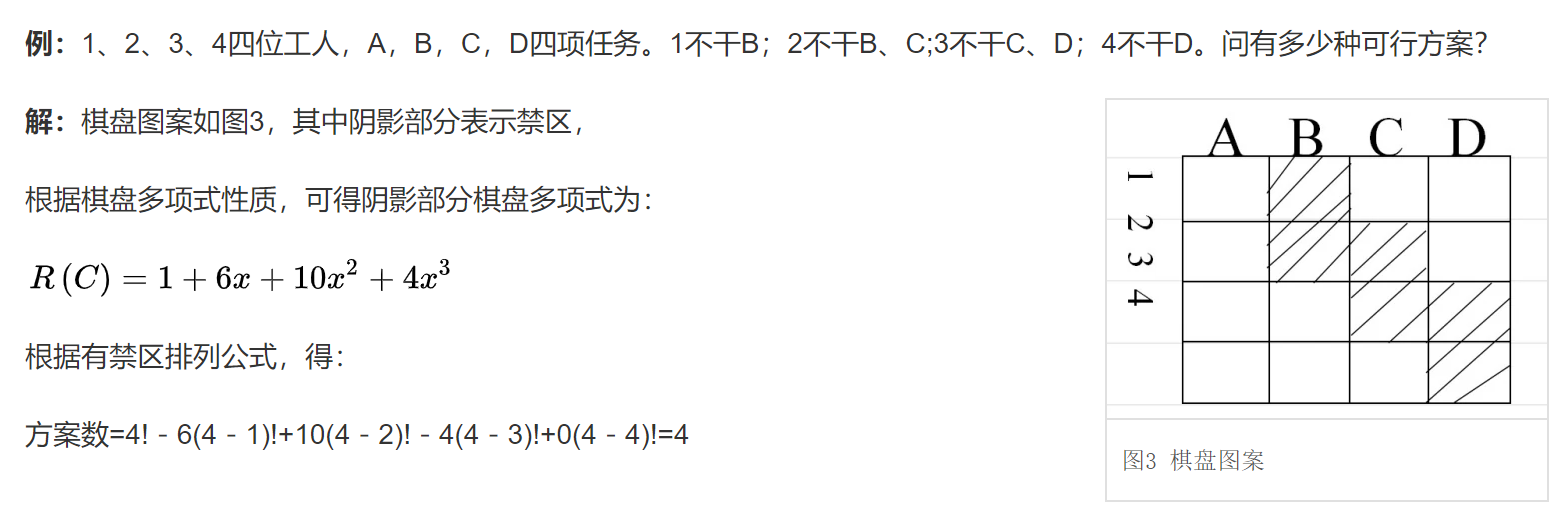 例：1、2、3、4四位工人，A，B，C，D四项任务。1不干B；2不干B、C;3不干C、D；4不干D。问有多少种可行方案?
解：棋盘图案如图3，其中阴影部分表示禁区，
根据棋盘多项式性质，可得阴影部分棋盘多项式为：
R(C) = 1 + 6x + 10x² + 4x³
根据有禁区排列公式，得：
方案数=4! - 6(4 - 1)!+10(4 - 2)! - 4(4 - 3)!+0(4 - 4)!=4
A B C D
1
2
3
4
图3 棋盘图案